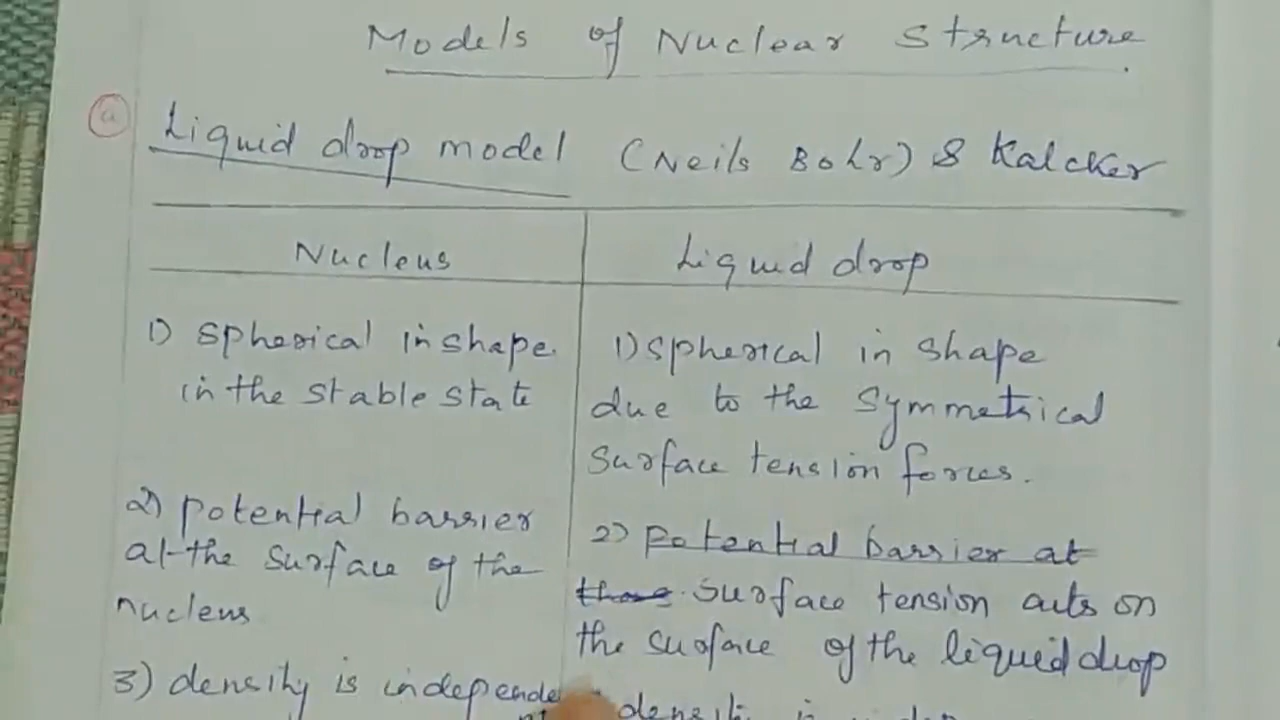 Models of Nuclear Structure
a
Liquid drop model (Neils Bohr) & Kalcker
Nucleus
Liquid drop
1) Spherical in shape.
in the stable state
2) potential barrier
at the surface of the
nucleus
3) density is independe
1) Spherical in shape
due to the symmetrical
surface tension forces.
2) potential barrier at
those surface tension acts on
the surface of the liquid drop
density is